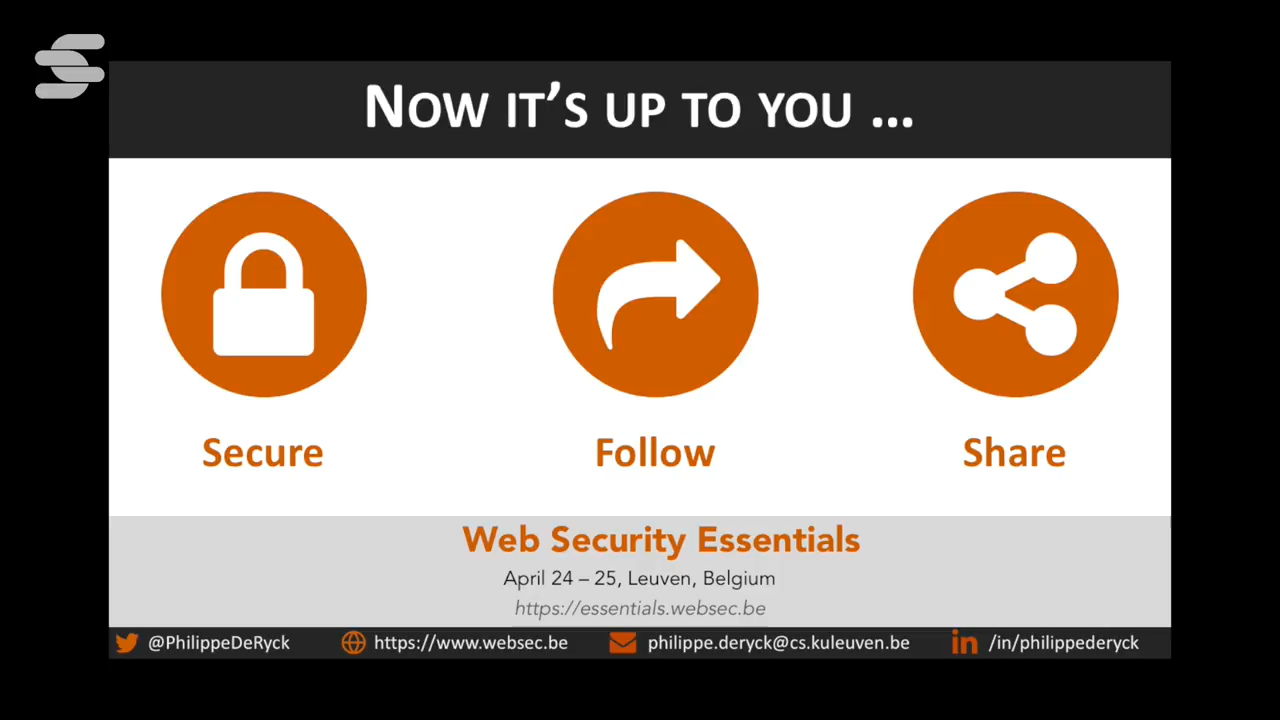 Now it's up to you ...
Secure
Follow
Share
Web Security Essentials
April 24 – 25, Leuven, Belgium
https://essentials.websec.be
@PhilippeDeRyck
https://www.websec.be
philippe.deryck@cs.kuleuven.be
/in/philippederyck